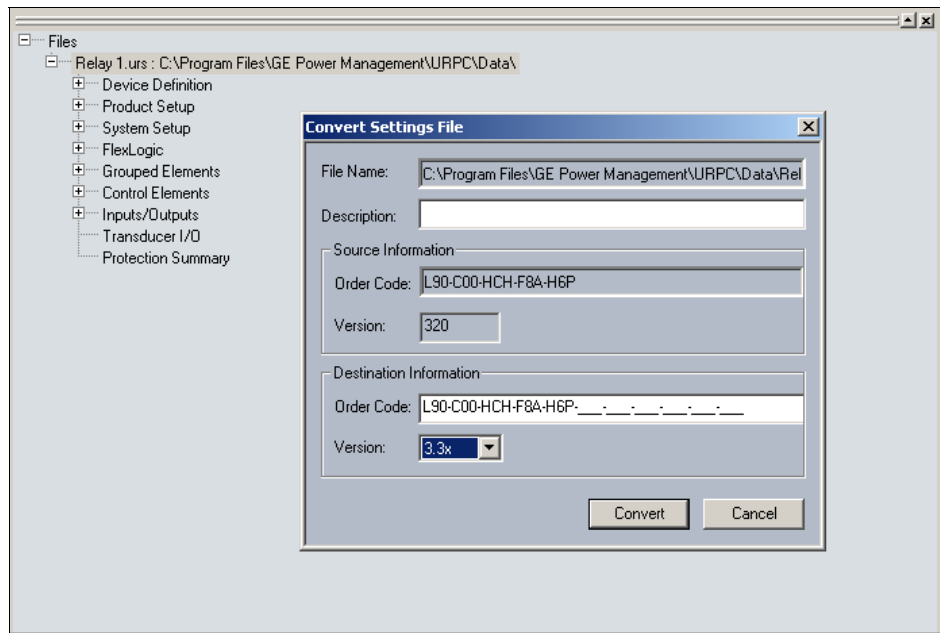 Files
Relay 1.urs : C:\Program Files\GE Power Management\URPC\Data\
Device Definition
Product Setup
System Setup
FlexLogic
Grouped Elements
Control Elements
Inputs/Outputs
Transducer I/O
Protection Summary
Convert Settings File
File Name: C:\Program Files\GE Power Management\URPC\Data\Rel
Description:
Source Information
Order Code: L90-C00-HCH-F8A-H6P
Version: 320
Destination Information
Order Code: L90-C00-HCH-F8A-H6P-___-___-___-___-___-___
Version: 3.3x
Convert Cancel